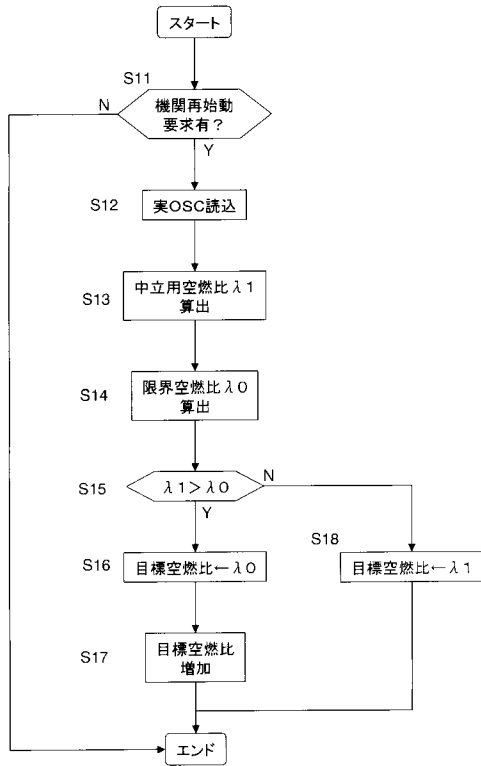 スタート
S11
N
機関再始動
要求有？
Y
S12
実OSC読込
S13
中立用空燃比λ1
算出
S14
限界空燃比λ0
算出
S15
λ1＞λ0
N
Y
S16
目標空燃比←λ0
S18
目標空燃比←λ1
S17
目標空燃比
増加
エンド